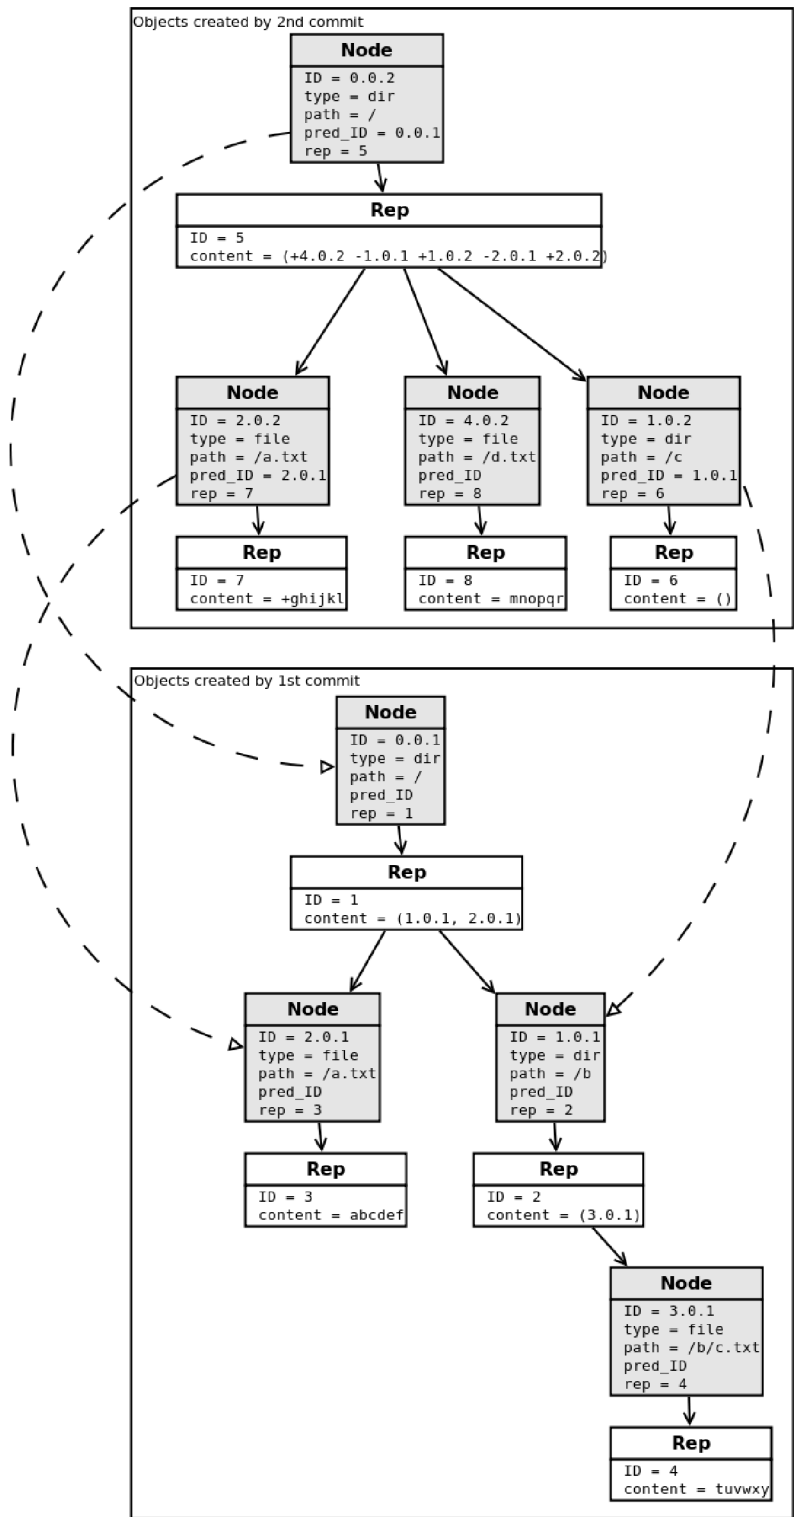 Objects created by 2nd commit
Node
ID = 0.0.2
type = dir
path = /
pred_ID = 0.0.1
rep = 5
Rep
ID = 5
content = (+4.0.2 -1.0.1 +1.0.2 -2.0.1 +2.0.2)
Node
ID = 2.0.2
type = file
path = /a.txt
pred_ID = 2.0.1
rep = 7
Node
ID = 4.0.2
type = file
path = /d.txt
pred_ID
rep = 8
Node
ID = 1.0.2
type = dir
path = /c
pred_ID = 1.0.1
rep = 6
Rep
ID = 7
content = +ghijkl
Rep
ID = 8
content = mnopqr
Rep
ID = 6
content = ()
Objects created by 1st commit
Node
ID = 0.0.1
type = dir
path = /
pred_ID
rep = 1
Rep
ID = 1
content = (1.0.1, 2.0.1)
Node
ID = 2.0.1
type = file
path = /a.txt
pred_ID
rep = 3
Node
ID = 1.0.1
type = dir
path = /b
pred_ID
rep = 2
Rep
ID = 3
content = abcdef
Rep
ID = 2
content = (3.0.1)
Node
ID = 3.0.1
type = file
path = /b/c.txt
pred_ID
rep = 4
Rep
ID = 4
content = tuvwxy